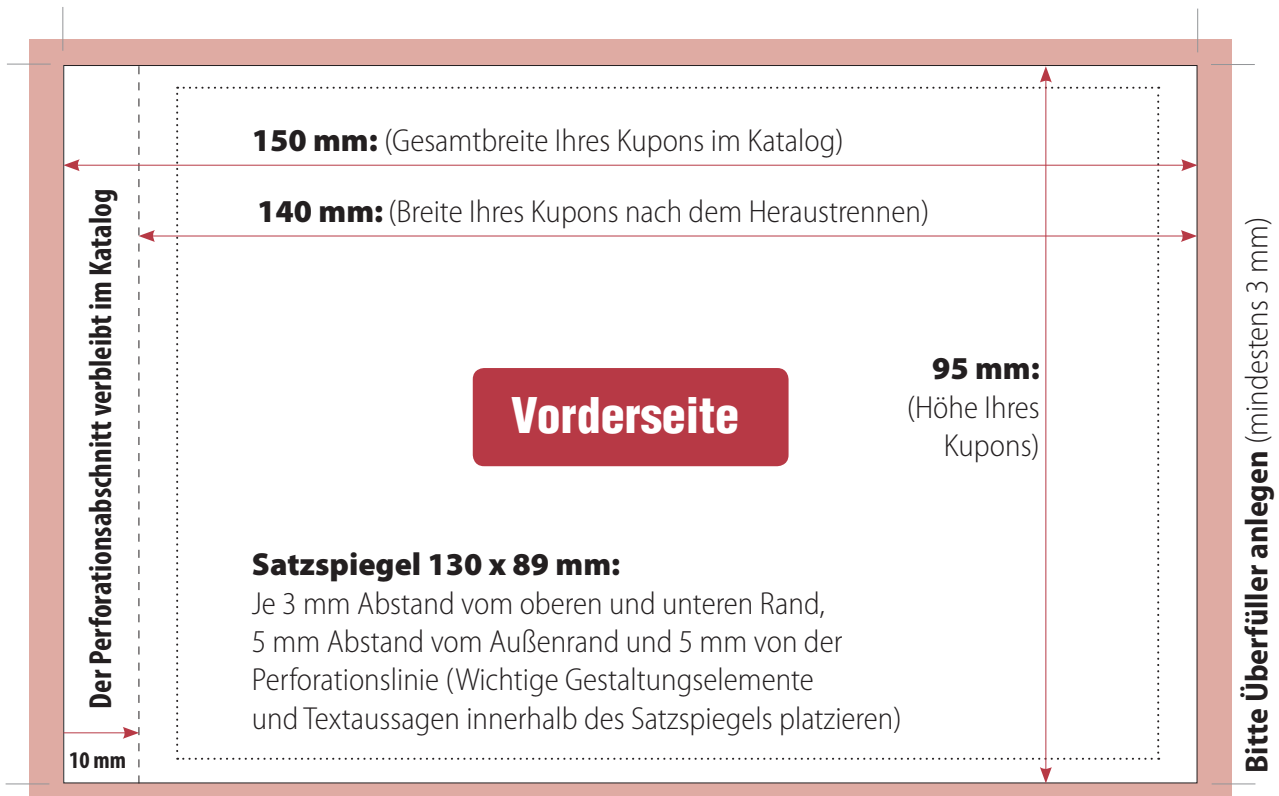 150 mm: (Gesamtbreite Ihres Kupons im Katalog)
140 mm: (Breite Ihres Kupons nach dem Heraustrennen)
Der Perforationsabschnitt verbleibt im Katalog
95 mm:
(Höhe Ihres
Kupons)
Vorderseite
Satzspiegel 130 x 89 mm:
Je 3 mm Abstand vom oberen und unteren Rand,
5 mm Abstand vom Außenrand und 5 mm von der
Perforationslinie (Wichtige Gestaltungselemente
und Textaussagen innerhalb des Satzspiegels platzieren)
10 mm
Bitte Überfüller anlegen (mindestens 3 mm)